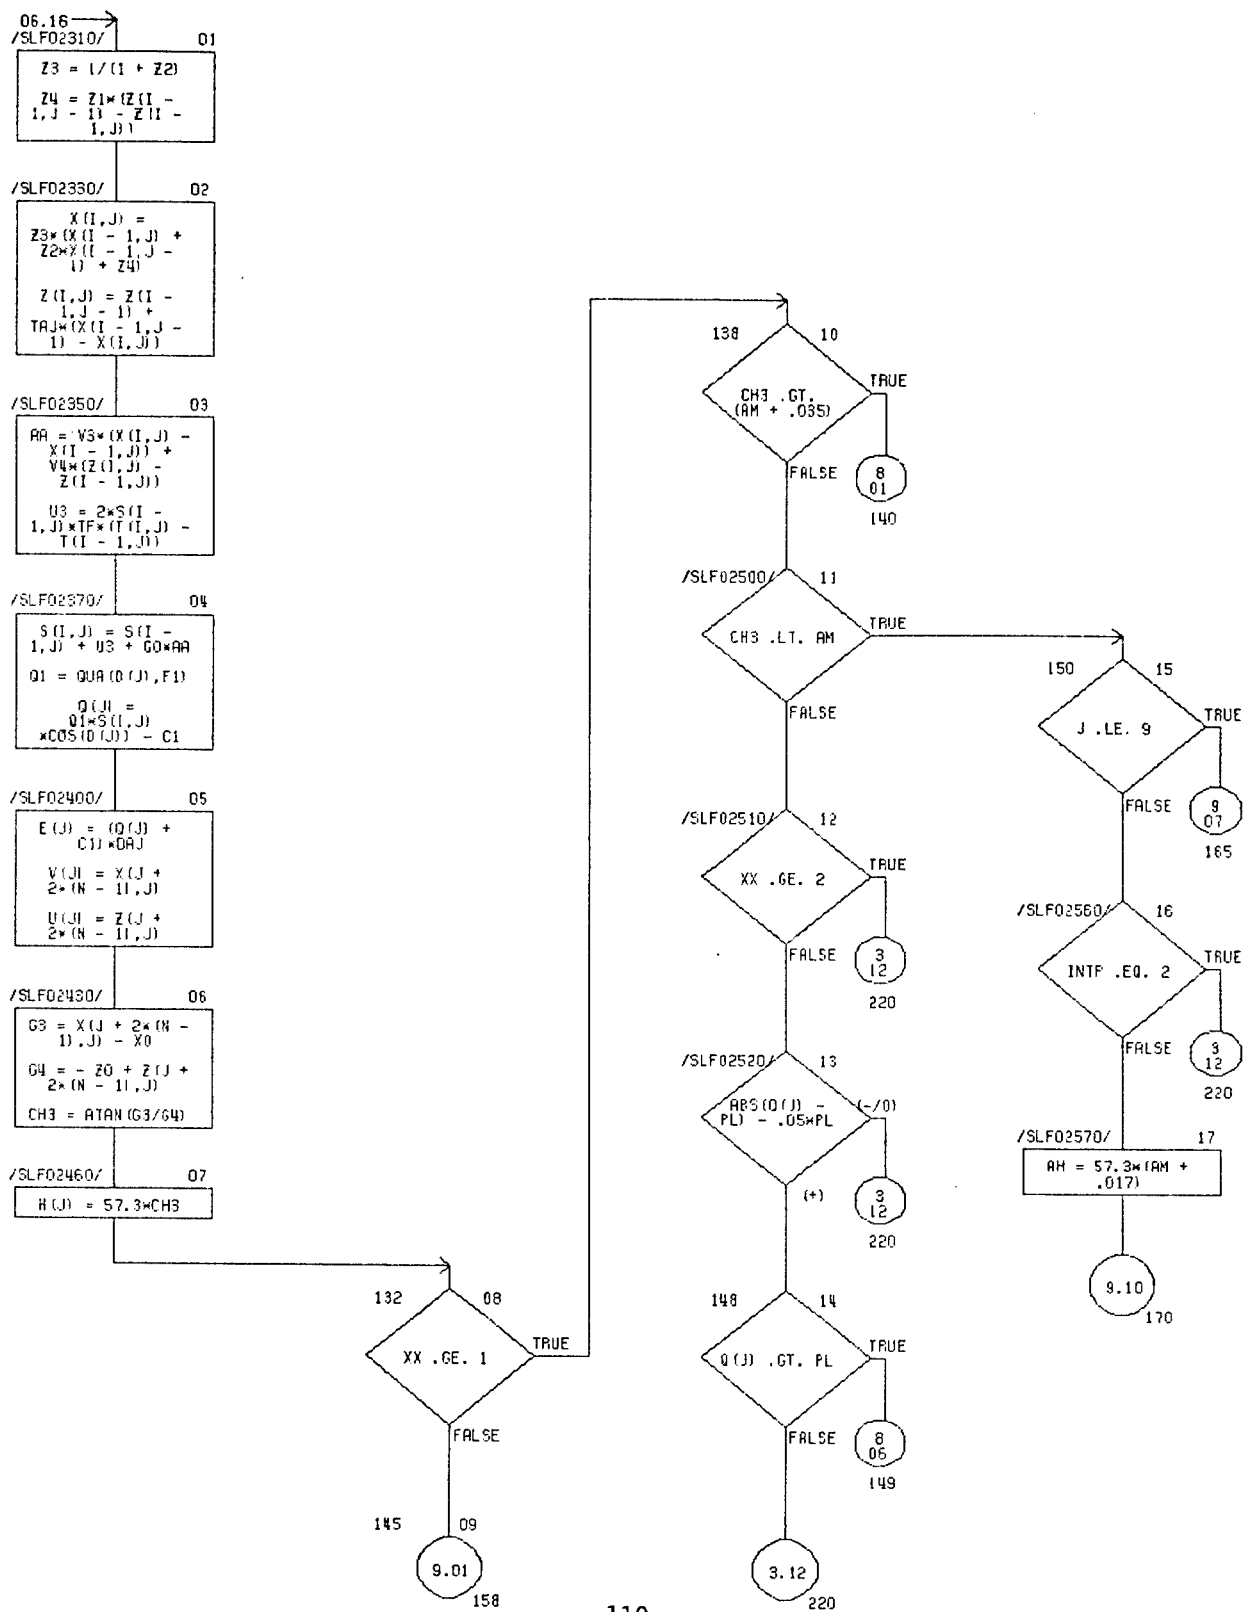 06.16
/SLF02310/ 01
Z3 = 1/(1 + Z2)
Z4 = Z1*(Z(I -
1,J - 1) - Z(I -
1,J))
/SLF02330/ 02
X(I,J) =
Z3*(X(I - 1,J) +
Z2*X(I - 1,J -
1) + Z4)
Z(I,J) = Z(I -
1,J - 1) +
TAJ*(X(I - 1,J -
1) - X(I,J))
/SLF02350/ 03
AA = V3*(X(I,J) -
X(I - 1,J)) +
V4*(Z(I,J) -
Z(I - 1,J))
U3 = 2*S(I -
1,J)*TF*(T(I,J) -
T(I - 1,J))
/SLF02370/ 04
S(I,J) = S(I -
1,J) + U3 + G0*AA
Q1 = QUA(D(J),F1)
Q(J) =
Q1*S(I,J)
*COS(D(J)) - C1
/SLF02400/ 05
E(J) = (Q(J) +
C1)*DAJ
V(J) = X(J +
2*(N - 1),J)
U(J) = Z(J +
2*(N - 1),J)
/SLF02430/ 06
G3 = X(J + 2*(N -
1),J) - X0
G4 = - Z0 + Z(J +
2*(N - 1),J)
CH3 = ATAN(G3/G4)
/SLF02460/ 07
H(J) = 57.3*CH3
132 08
XX .GE. 1
TRUE
FALSE
145 09
9.01
158
138 10
CH3 .GT.
(AM + .035)
TRUE
FALSE
8
01
140
/SLF02500/ 11
CH3 .LT. AM
TRUE
FALSE
/SLF02510/ 12
XX .GE. 2
TRUE
FALSE
3
12
220
/SLF02520/ 13
ABS(Q(J) -
PL) - .05*PL
(-/0)
(+)
3
12
220
148 14
Q(J) .GT. PL
TRUE
FALSE
8
06
149
3.12
220
150 15
J .LE. 9
TRUE
FALSE
9
07
165
/SLF02560/ 16
INTP .EQ. 2
TRUE
FALSE
3
12
220
/SLF02570/ 17
AH = 57.3*(AM +
.017)
9.10
170
110